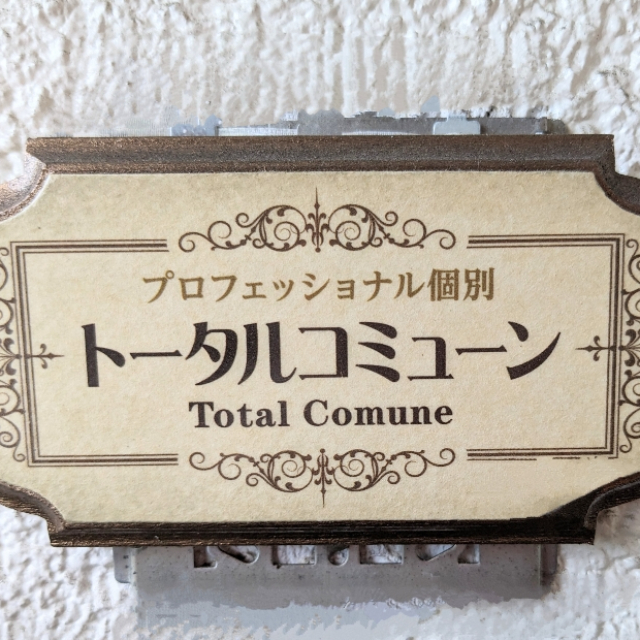 プロフェッショナル個別
トータルコミューン
Total Comune